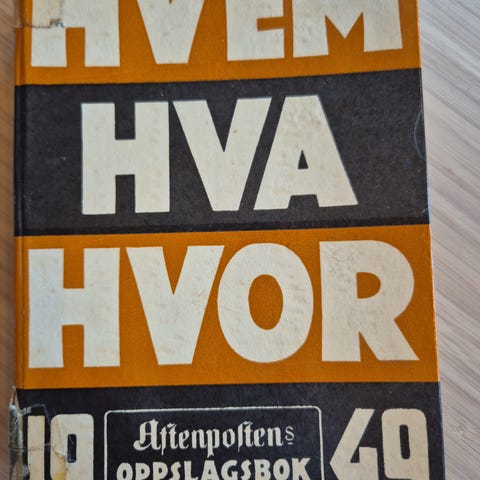 HVEM
HVA
HVOR
19 Aftenpostens 49
OPPSLAGSBOK